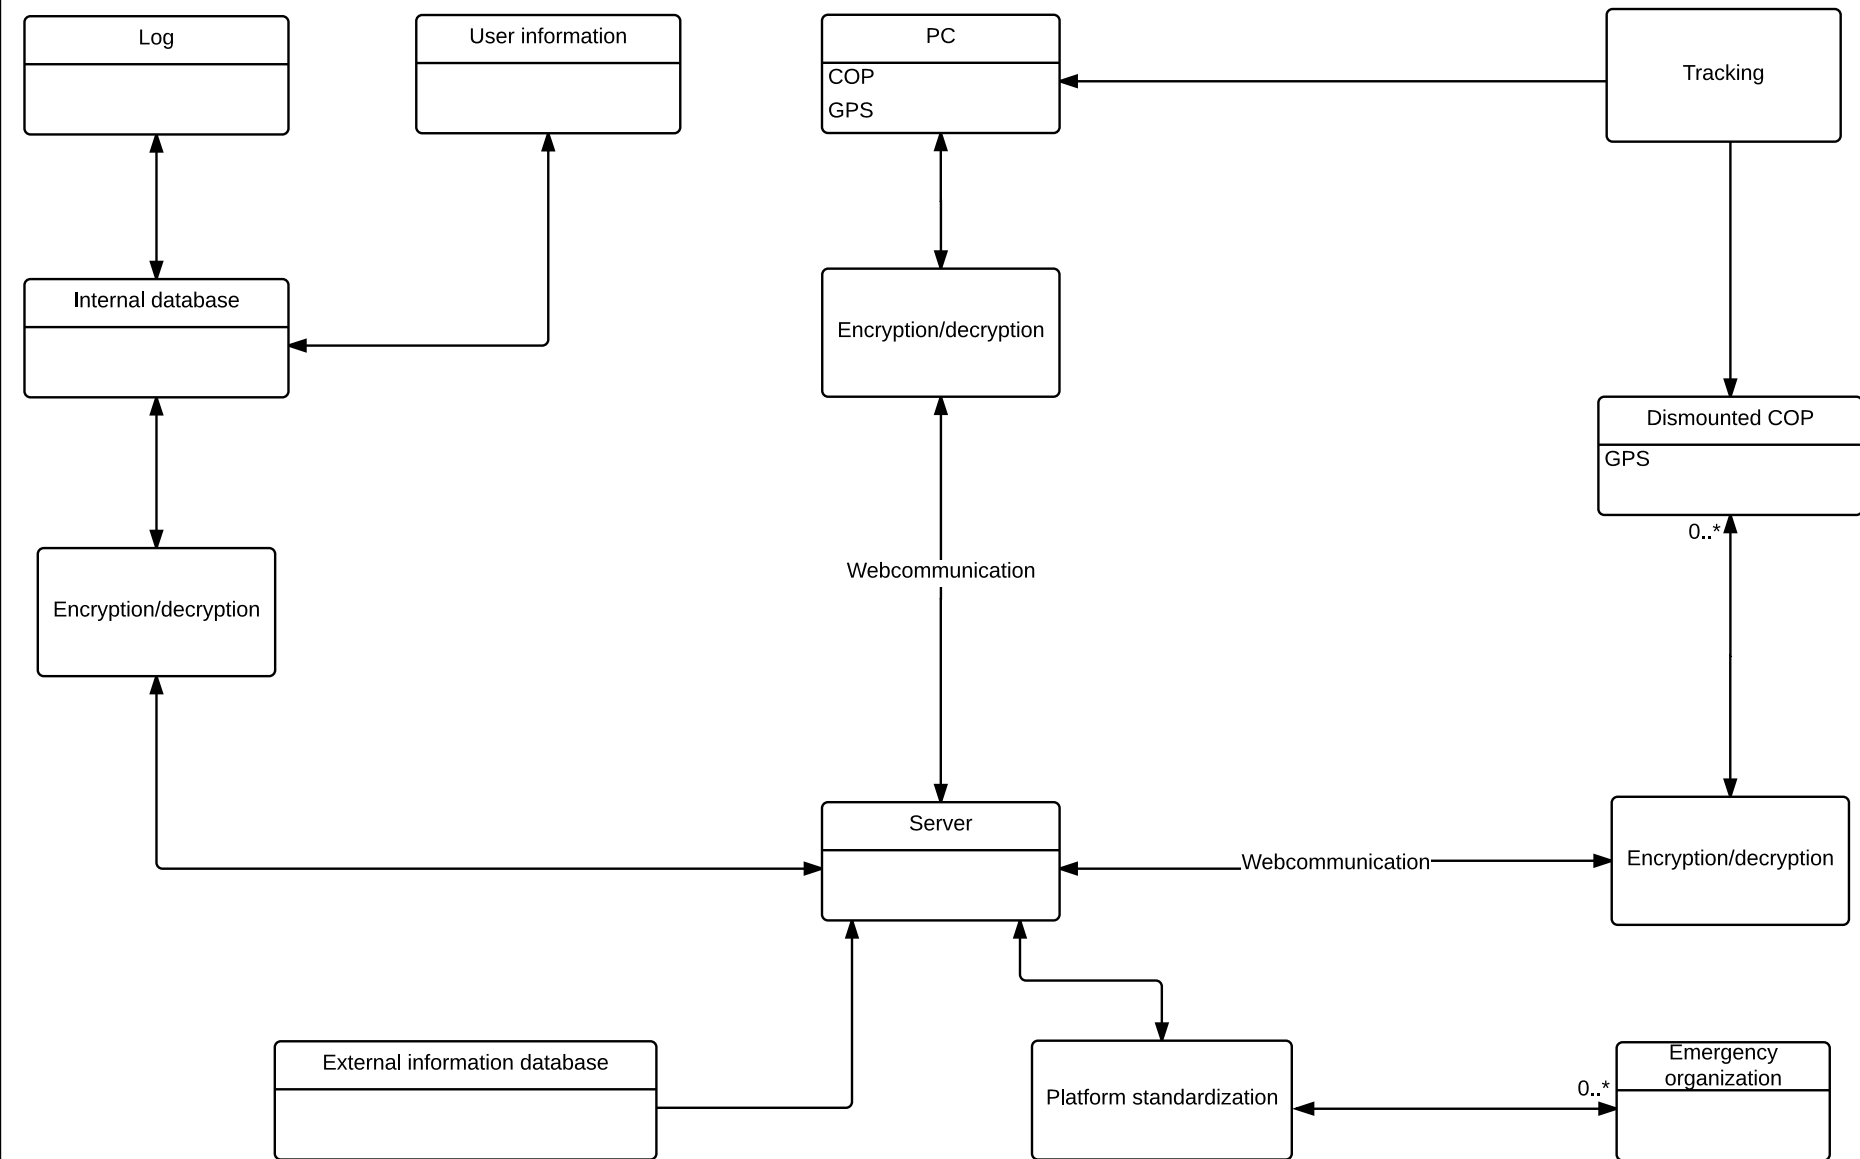 Log
User information
PC
COP
GPS
Tracking
Internal database
Encryption/decryption
Dismounted COP
GPS
0..*
Webcommunication
Encryption/decryption
Server
Webcommunication
Encryption/decryption
External information database
Platform standardization
0..*
Emergency
organization